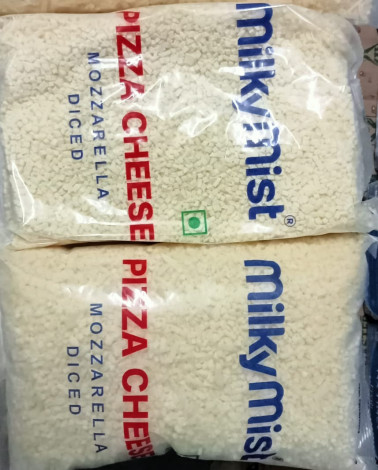 milky mist®
PIZZA CHEESE
MOZZARELLA
DICED
milky mist
PIZZA CHEESE
MOZZARELLA
DICED